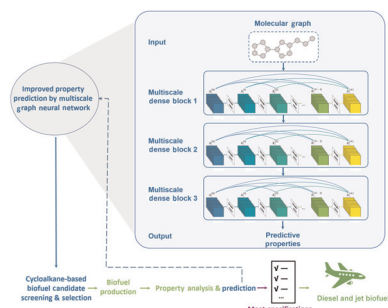 Molecular graph
Input
Improved property
prediction by multiscale
graph neural network
Multiscale
dense block 1
Multiscale
dense block 2
Multiscale
dense block 3
Output
Predictive
properties
Cycloalkane-based
biofuel candidate
screening & selection
Biofuel
production
Property analysis & prediction
√ —
√ —
√ —
...
Diesel and jet biofue